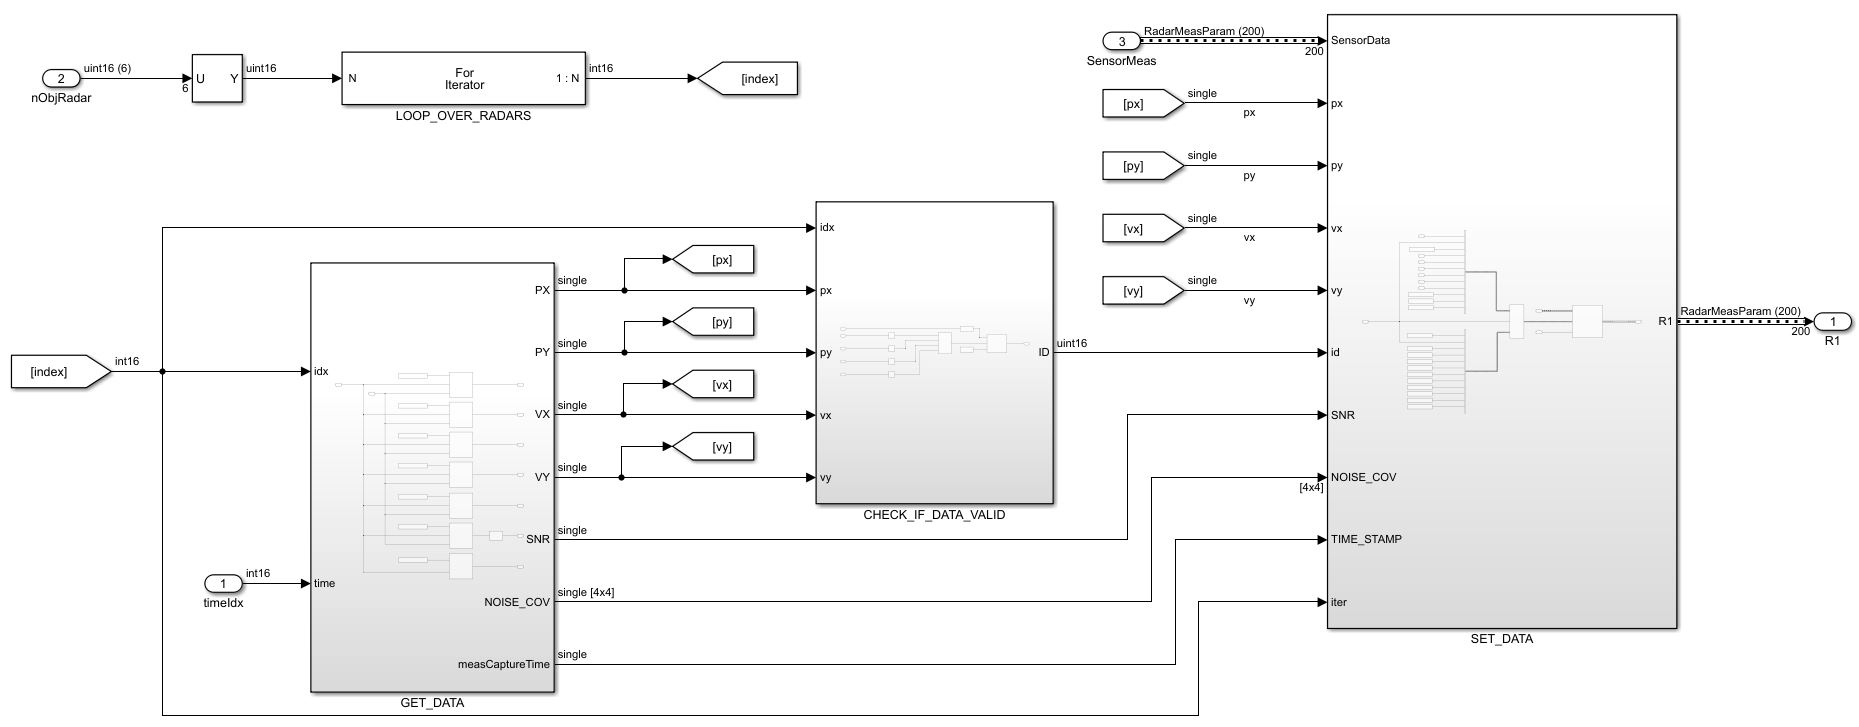 2
nObjRadar
uint16 (6)
6
U
Y
uint16
N
For
Iterator
1 : N
LOOP_OVER_RADARS
int16
[index]
3
SensorMeas
RadarMeasParam (200)
200
[px]
single
px
[py]
single
py
[vx]
single
vx
[vy]
single
vy
SensorData
px
py
vx
vy
id
SNR
NOISE_COV
[4x4]
TIME_STAMP
iter
R1
SET_DATA
RadarMeasParam (200)
200
1
R1
[index]
int16
1
timeIdx
int16
idx
time
PX
PY
VX
VY
SNR
NOISE_COV
measCaptureTime
GET_DATA
single
[px]
single
[py]
single
[vx]
single
[vy]
single
single [4x4]
single
idx
px
py
vx
vy
ID
CHECK_IF_DATA_VALID
uint16